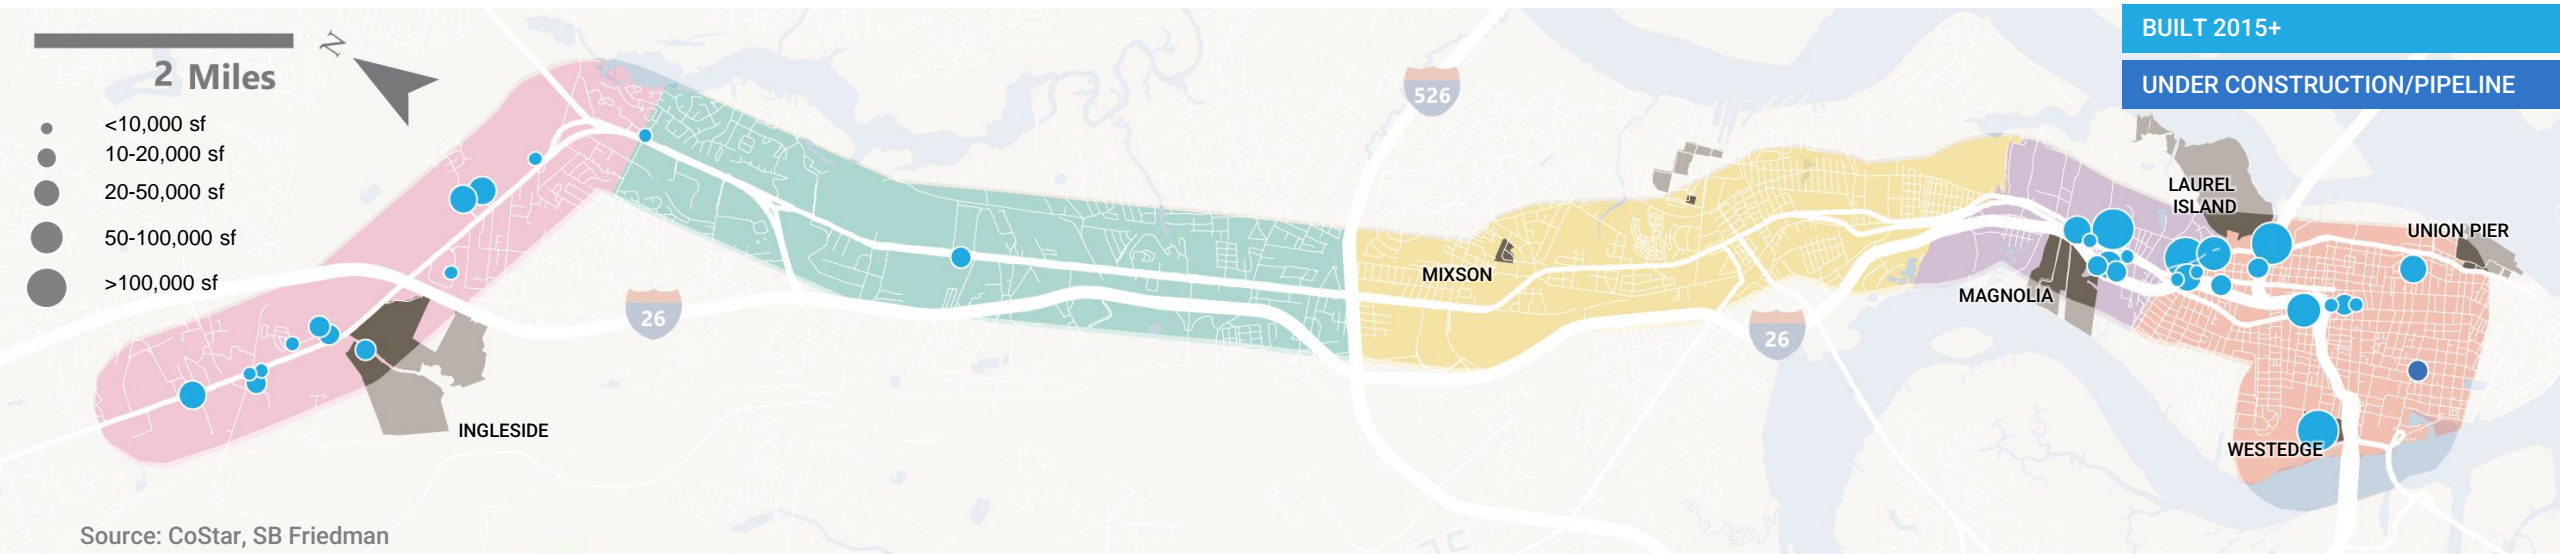 BUILT 2015+
UNDER CONSTRUCTION/PIPELINE
N
2 Miles
<10,000 sf
10-20,000 sf
20-50,000 sf
50-100,000 sf
>100,000 sf
526
26
26
INGLESIDE
MIXSON
MAGNOLIA
LAUREL
ISLAND
UNION PIER
WESTEDGE
Source: CoStar, SB Friedman